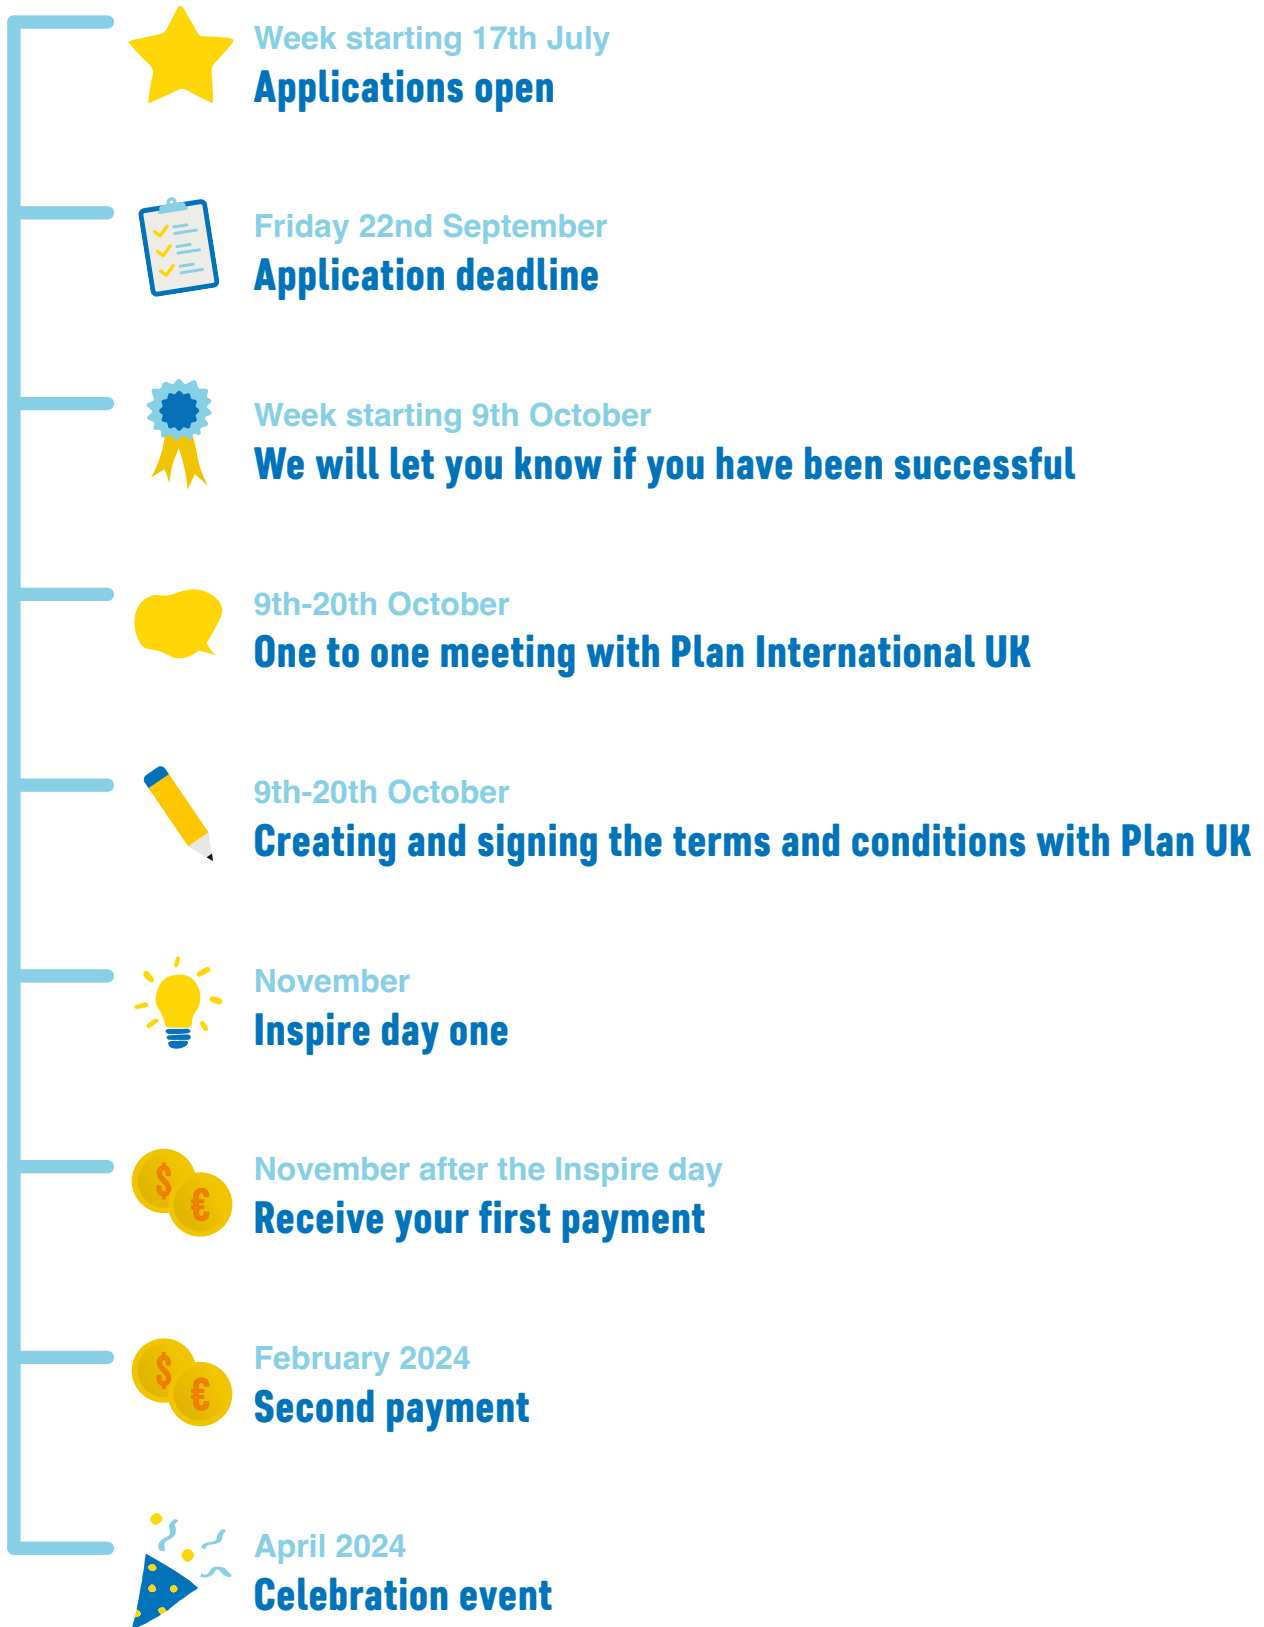 Week starting 17th July
Applications open
Friday 22nd September
Application deadline
Week starting 9th October
We will let you know if you have been successful
9th-20th October
One to one meeting with Plan International UK
9th-20th October
Creating and signing the terms and conditions with Plan UK
November
Inspire day one
November after the Inspire day
$
€
Receive your first payment
February 2024
$
€
Second payment
April 2024
Celebration event